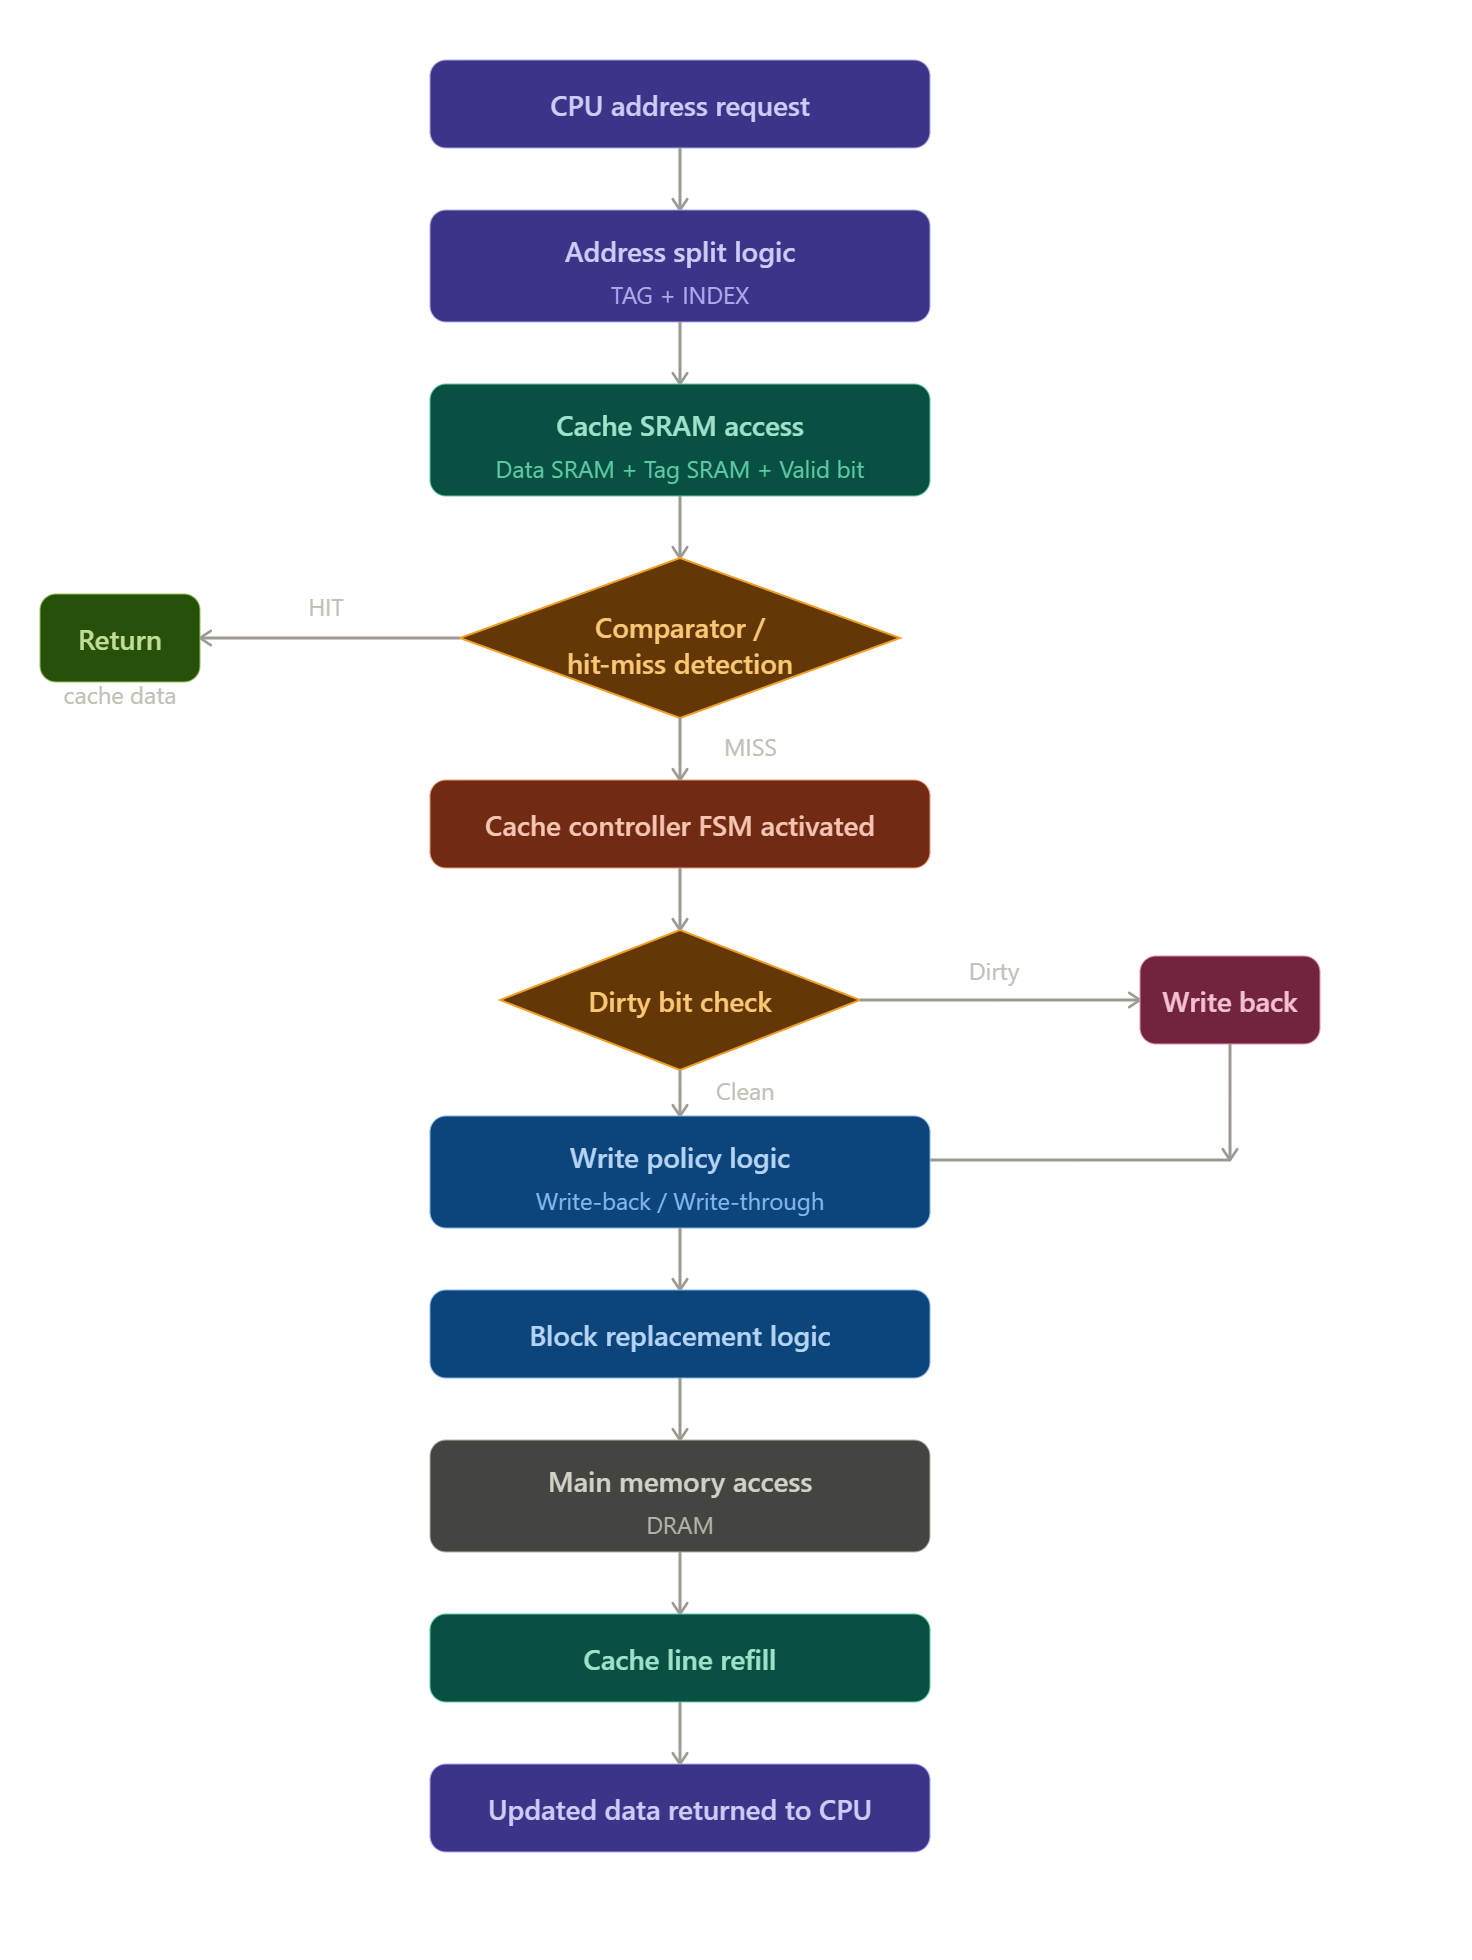 CPU address request
Address split logic
TAG + INDEX
Cache SRAM access
Data SRAM + Tag SRAM + Valid bit
HIT
Comparator /
hit-miss detection
Return
cache data
MISS
Cache controller FSM activated
Dirty bit check
Dirty
Write back
Clean
Write policy logic
Write-back / Write-through
Block replacement logic
Main memory access
DRAM
Cache line refill
Updated data returned to CPU